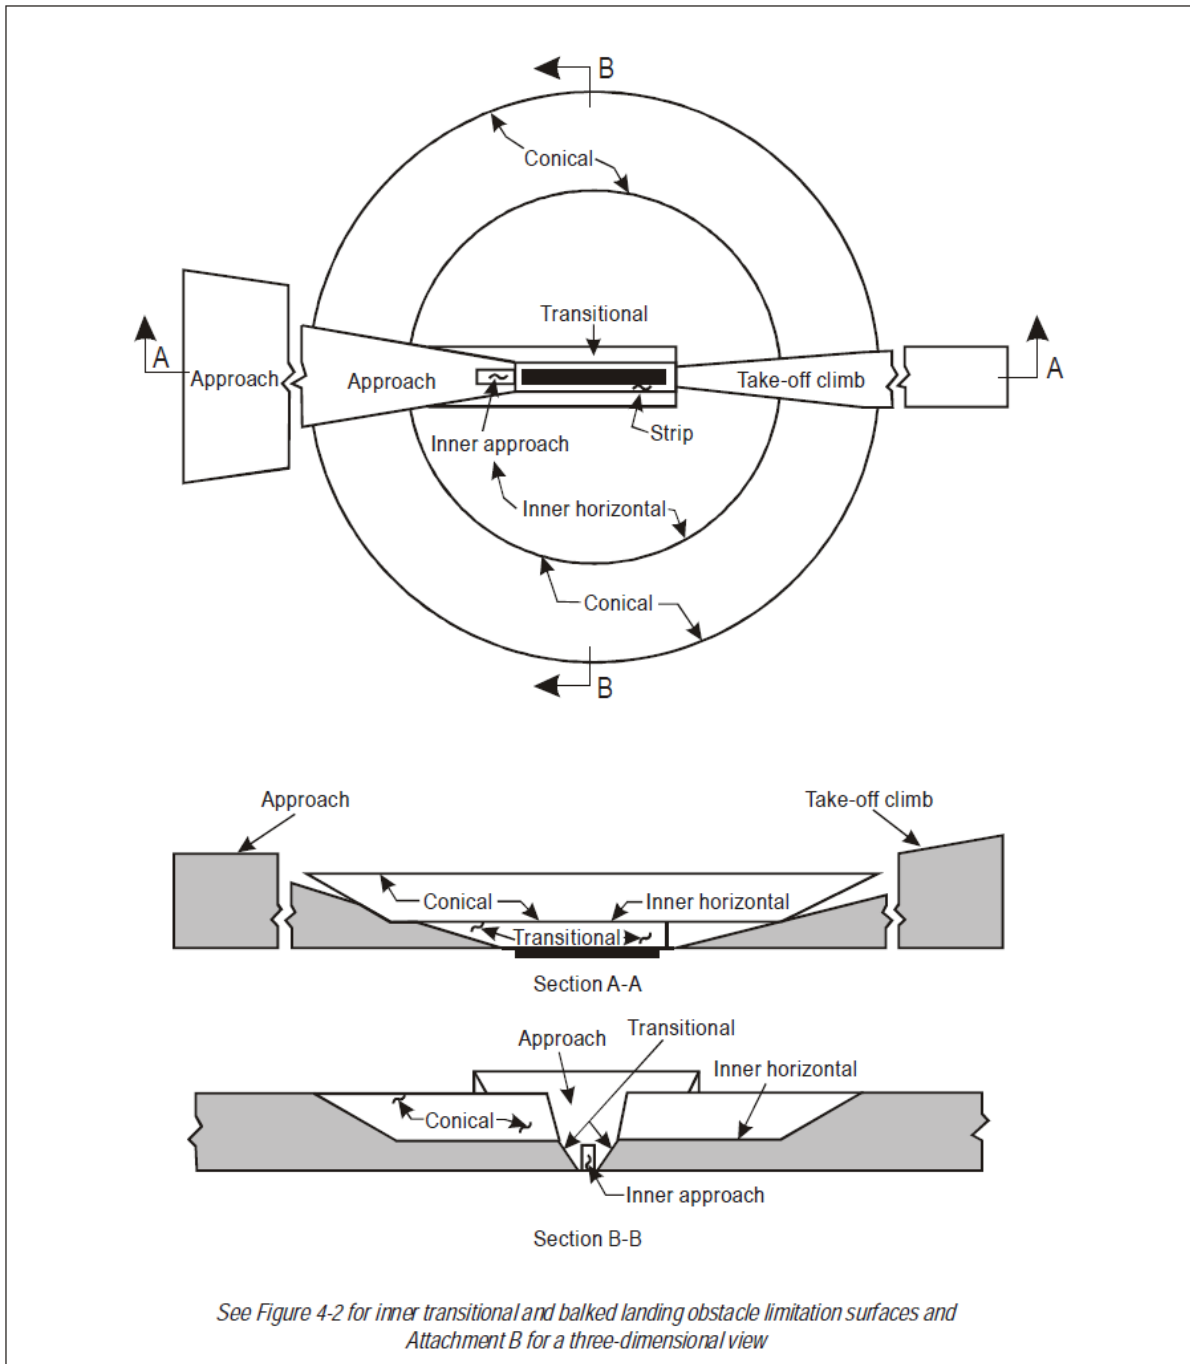 B
Conical
Transitional
A
Approach
Approach
Take-off climb
A
Inner approach
Strip
Inner horizontal
Conical
B
Approach
Take-off climb
Conical
Inner horizontal
Transitional
Section A-A
Transitional
Approach
Inner horizontal
Conical
Inner approach
Section B-B
See Figure 4-2 for inner transitional and balked landing obstacle limitation surfaces and
Attachment B for a three-dimensional view